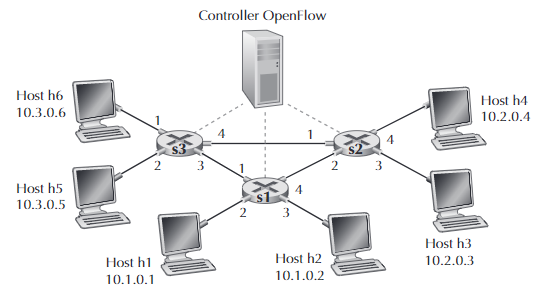 Controller OpenFlow
Host h6
10.3.0.6
1
s3
4
2
3
Host h5
10.3.0.5
1
s2
4
2
3
Host h4
10.2.0.4
1
s1
4
2
3
Host h1
10.1.0.1
Host h2
10.1.0.2
Host h3
10.2.0.3